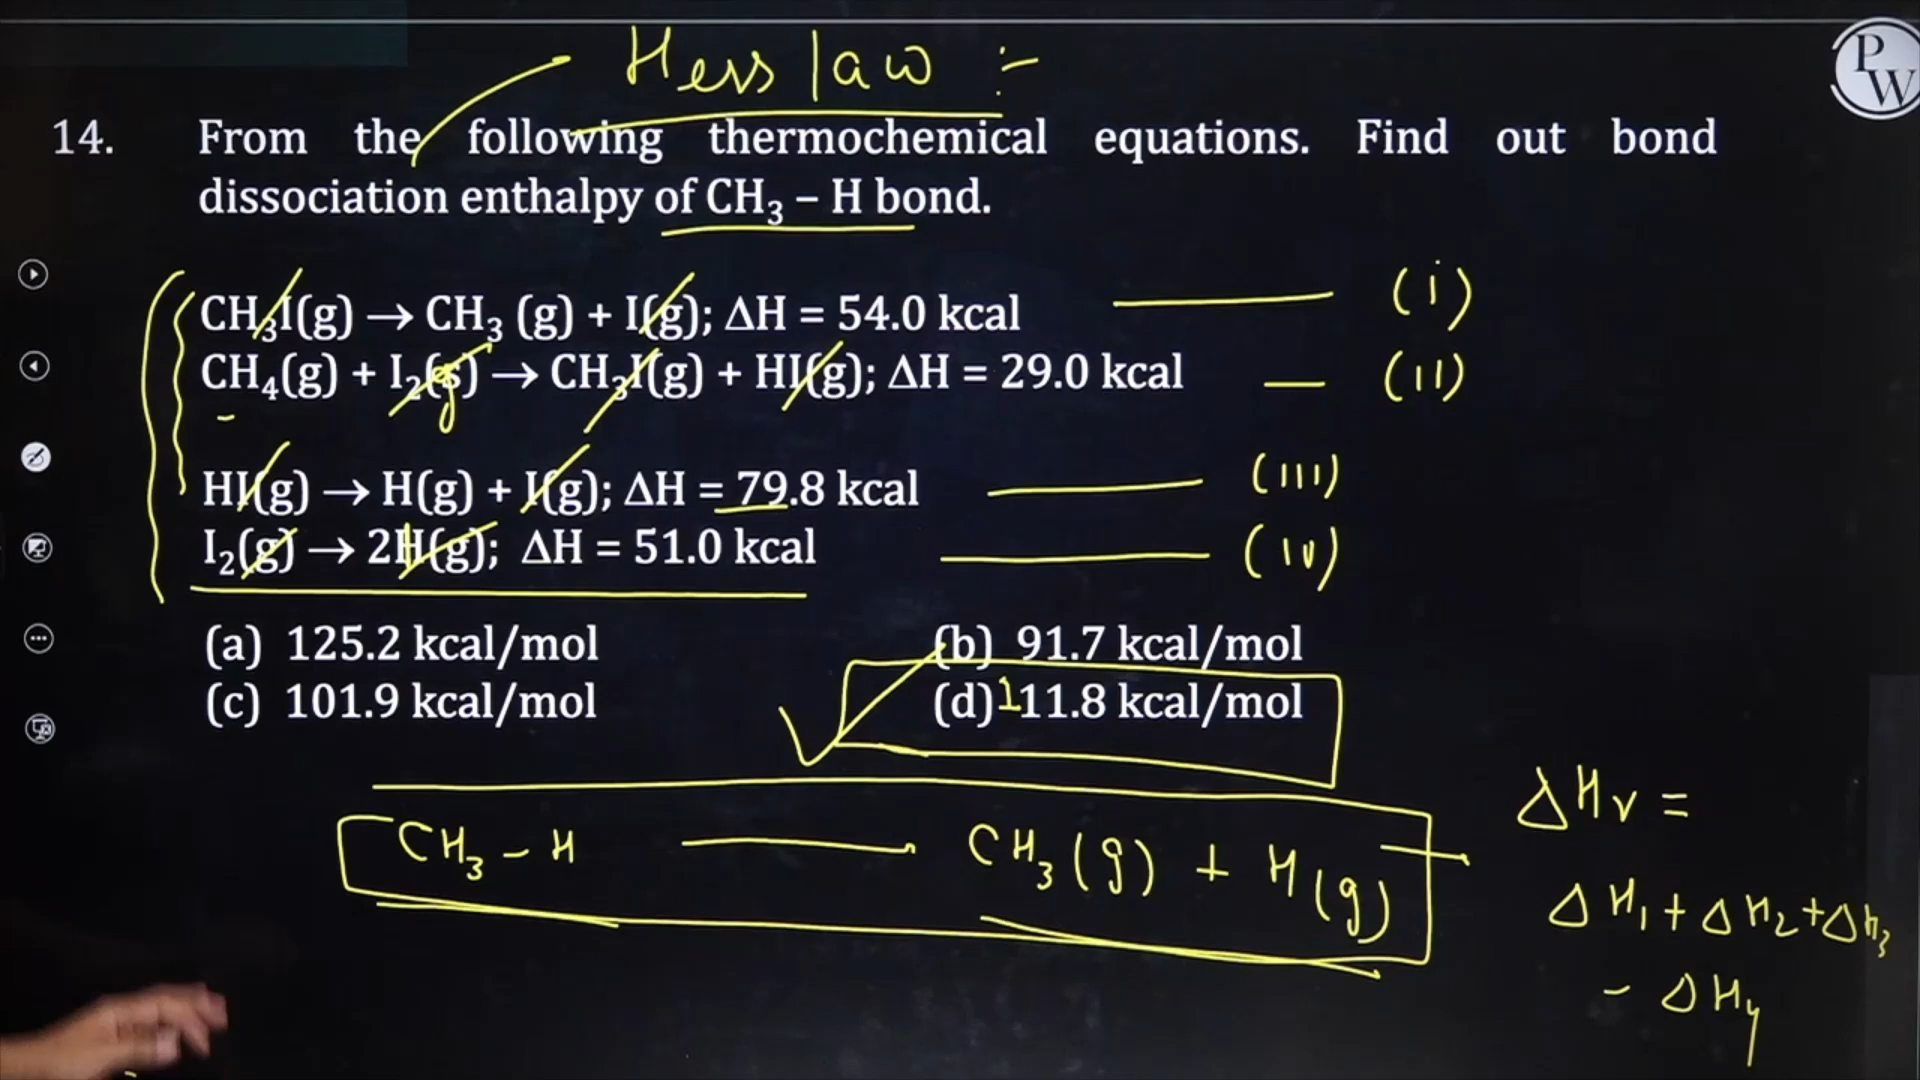 Hess law :-
PW
14. From the following thermochemical equations. Find out bond
dissociation enthalpy of CH₃ – H bond.
CH₃I(g) → CH₃ (g) + I(g); ΔH = 54.0 kcal (i)
CH₄(g) + I₂(g) → CH₃I(g) + HI(g); ΔH = 29.0 kcal (ii)
HI(g) → H(g) + I(g); ΔH = 79.8 kcal (iii)
I₂(g) → 2H(g); ΔH = 51.0 kcal (iv)
(a) 125.2 kcal/mol (b) 91.7 kcal/mol
(c) 101.9 kcal/mol (d) 111.8 kcal/mol
CH₃ – H → CH₃(g) + H(g)
ΔHr =
ΔH₁ + ΔH₂ + ΔH₃
- ΔH₄